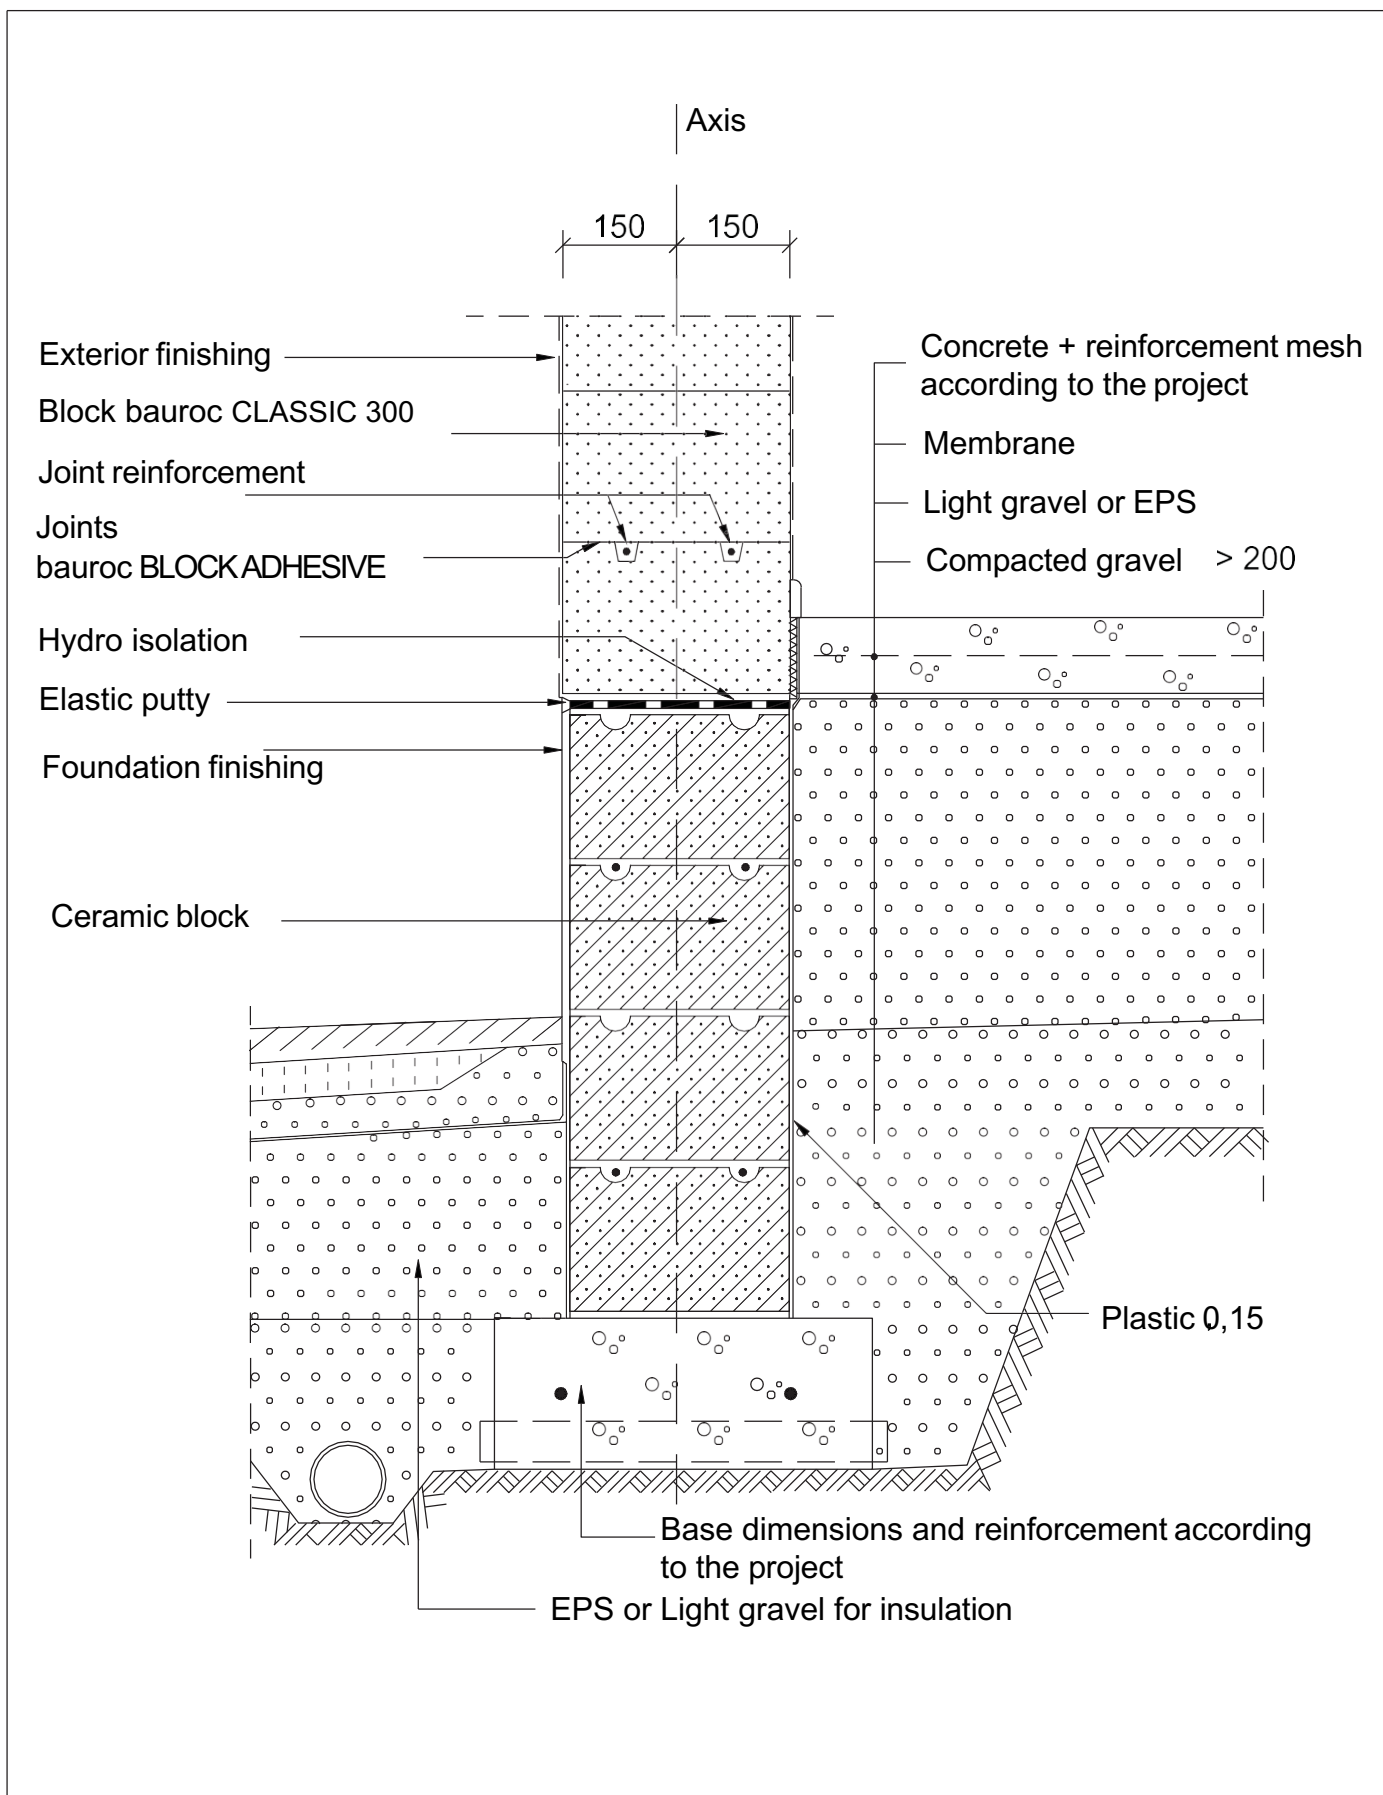 Axis
150 150
Exterior finishing
Block bauroc CLASSIC 300
Joint reinforcement
Joints
bauroc BLOCK ADHESIVE
Hydro isolation
Elastic putty
Foundation finishing
Ceramic block
Concrete + reinforcement mesh
according to the project
Membrane
Light gravel or EPS
Compacted gravel > 200
Plastic 0,15
Base dimensions and reinforcement according
to the project
EPS or Light gravel for insulation